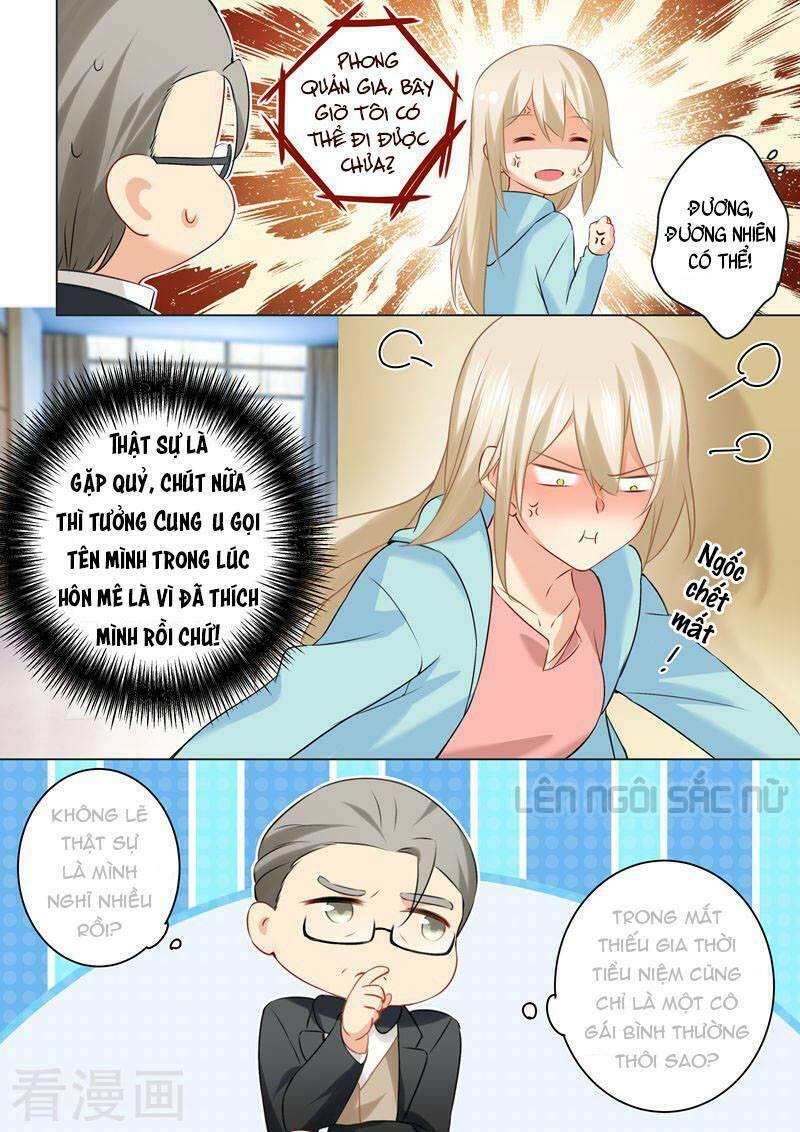 PHONG
QUẢN GIA, BÂY
GIỜ TÔI CÓ
THỂ ĐI ĐƯỢC
CHƯA?
ĐƯƠNG,
ĐƯƠNG NHIÊN
CÓ THỂ!
THẬT SỰ LÀ
GẶP QUỶ, CHÚT NỮA
THÌ TƯỞNG CUNG U GỌI
TÊN MÌNH TRONG LÚC
HÔN MÊ LÀ VÌ ĐÃ THÍCH
MÌNH RỒI CHỨ!
NGỐC
CHẾT
MẤT
!
LÊN NGÔI SẮC NỮ
KHÔNG LẼ
THẬT SỰ
LÀ MÌNH
NGHĨ NHIỀU
RỒI?
TRONG MẮT
THIẾU GIA THỜI
TIỂU NIỆM CŨNG
CHỈ LÀ MỘT CÔ
GÁI BÌNH THƯỜNG
THÔI SAO?
看漫画